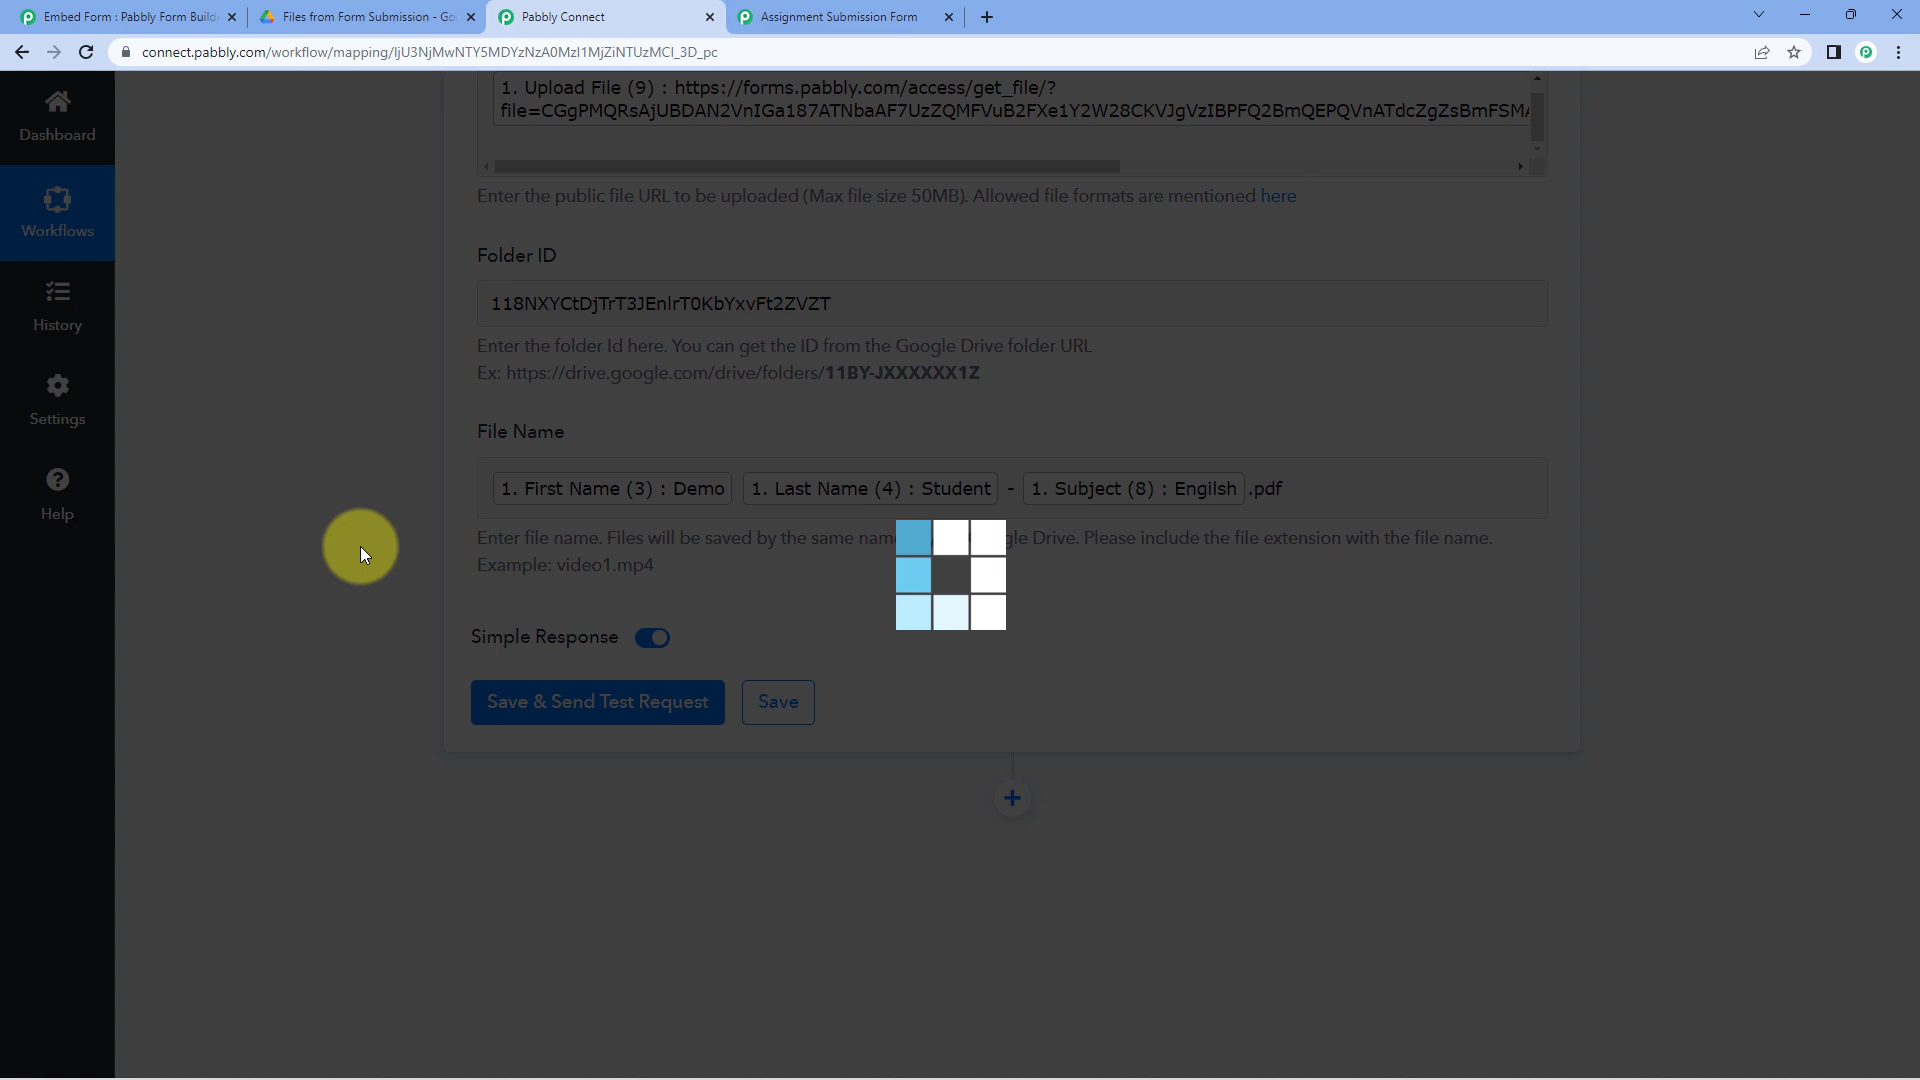 Embed Form : Pabbly Form Build
Files from Form Submission - Go
Pabbly Connect
Assignment Submission Form
connect.pabbly.com/workflow/mapping/IjU3NjMwNTY5MDYzNzA0MzI1MjZiNTUzMCI_3D_pc
1. Upload File (9) : https://forms.pabbly.com/access/get_file/?
file=CGgPMQRsAjUBDAN2VnIGa187ATNbaAF7UzZQMFVuB2FXe1Y2W28CKVJgVzIBPFQ2BmQEPQVnATdcZgZsBmFSMA
Enter the public file URL to be uploaded (Max file size 50MB). Allowed file formats are mentioned here
Folder ID
118NXYCtDjTrT3JEnlrT0KbYxvFt2ZVZT
Enter the folder Id here. You can get the ID from the Google Drive folder URL
Ex: https://drive.google.com/drive/folders/11BY-JXXXXXX1Z
File Name
1. First Name (3) : Demo 1. Last Name (4) : Student - 1. Subject (8) : Engilsh .pdf
Enter file name. Files will be saved by the same nam gle Drive. Please include the file extension with the file name.
Example: video1.mp4
Simple Response
Save & Send Test Request Save
Dashboard
Workflows
History
Settings
Help